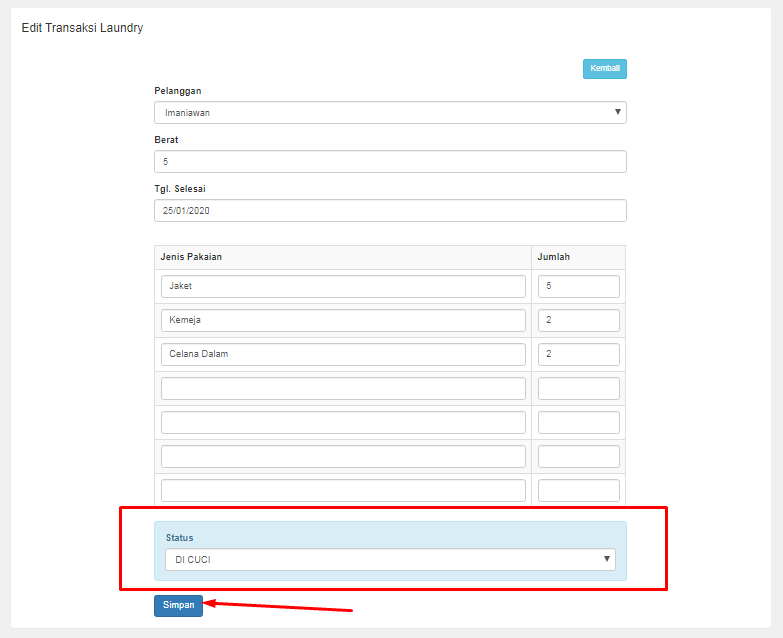 Edit Transaksi Laundry
Kembali
Pelanggan
Imaniawan
Berat
5
Tgl. Selesai
25/01/2020
Jenis Pakaian Jumlah
Jaket 5
Kemeja 2
Celana Dalam 2
Status
DI CUCI
Simpan